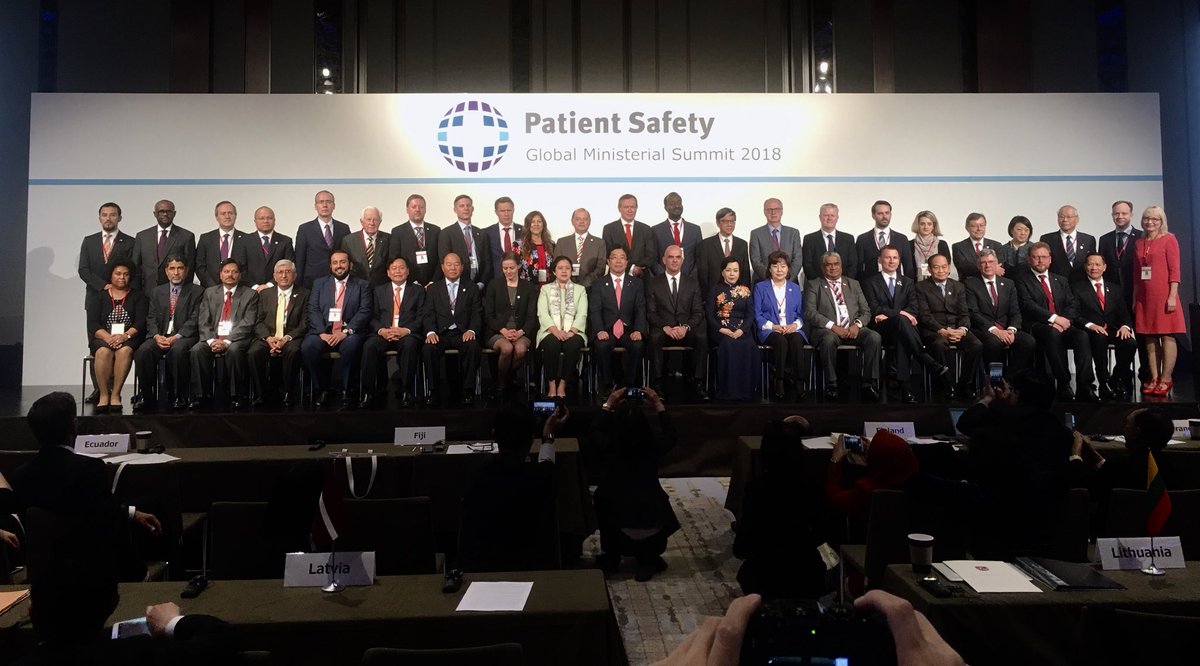 Patient Safety
Global Ministerial Summit 2018
Ecuador
Fiji
Finland
Latvia
Lithuania